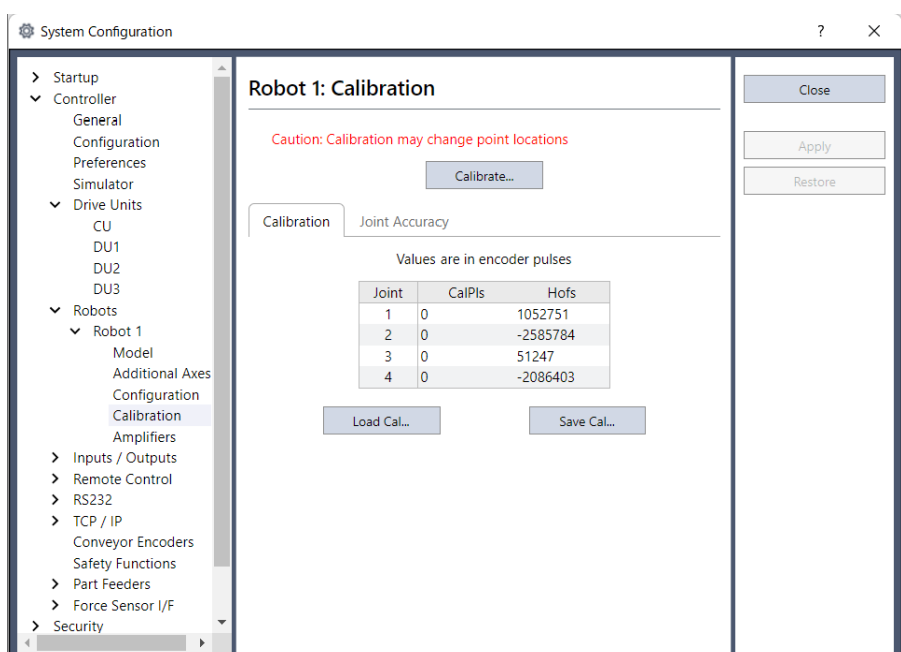 System Configuration
?
Startup
Controller
General
Configuration
Preferences
Simulator
Drive Units
CU
DU1
DU2
DU3
Robots
Robot 1
Model
Additional Axes
Configuration
Calibration
Amplifiers
Inputs / Outputs
Remote Control
RS232
TCP / IP
Conveyor Encoders
Safety Functions
Part Feeders
Force Sensor I/F
Security
Robot 1: Calibration
Caution: Calibration may change point locations
Calibrate...
Calibration Joint Accuracy
Values are in encoder pulses
Joint CalPls Hofs
1 0 1052751
2 0 -2585784
3 0 51247
4 0 -2086403
Load Cal... Save Cal...
Close
Apply
Restore